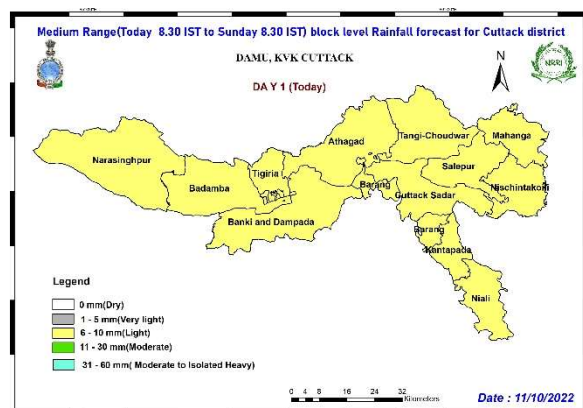 Medium Range(Today 8.30 IST to Sunday 8.30 IST) block level Rainfall forecast for Cuttack district
DAMU, KVK CUTTACK
N
NRRI
DA Y 1 (Today)
Narasinghpur
Badamba
Tigiria
Athagad
Tangi-Choudwar
Mahanga
Salepur
Nischintakoili
Barang
Cuttack Sadar
Banki and Dampada
Barang
Kantapada
Niali
Legend
0 mm(Dry)
1 - 5 mm(Very light)
6 - 10 mm(Light)
11 - 30 mm(Moderate)
31 - 60 mm( Moderate to Isolated Heavy)
0 4 8 16 24 32
Kilometers
Date : 11/10/2022